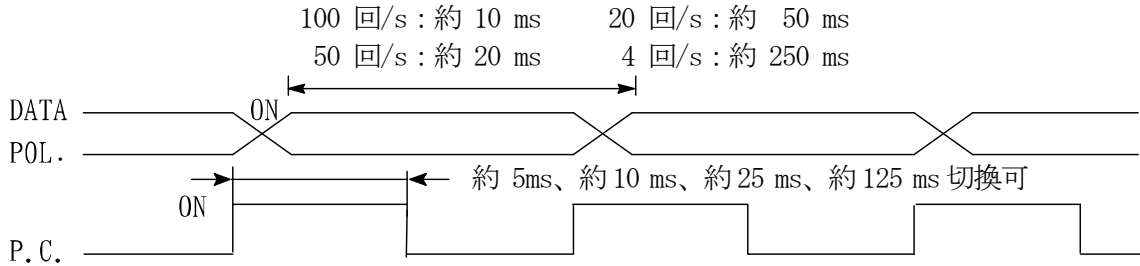 100 回/s：約 10 ms 20 回/s：約 50 ms
50 回/s：約 20 ms 4 回/s：約 250 ms
DATA
ON
POL.
約 5ms、約 10 ms、約 25 ms、約 125 ms 切換可
ON
P.C.